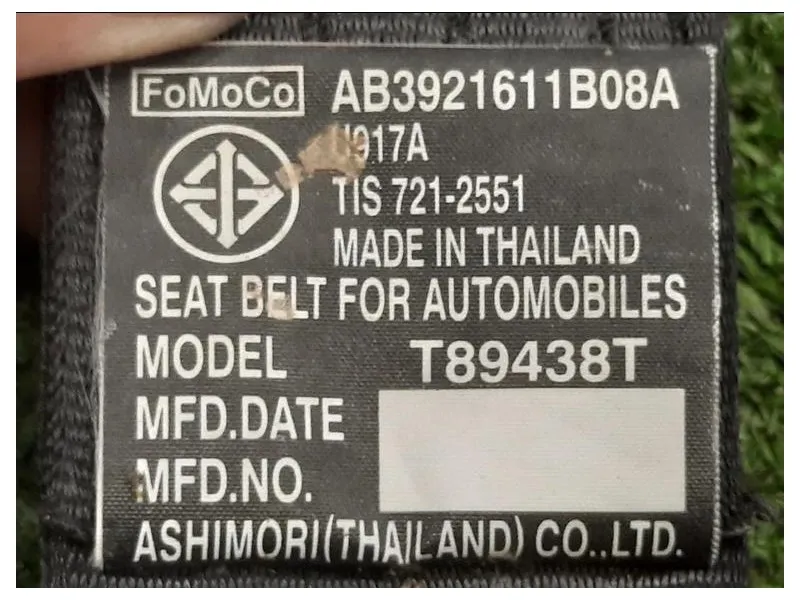 FoMoCo AB3921611B08A
TIS 721-2551
MADE IN THAILAND
SEAT BELT FOR AUTOMOBILES
MODEL T89438T
MFD.DATE
MFD.NO.
ASHIMORI(THAILAND) CO.,LTD.